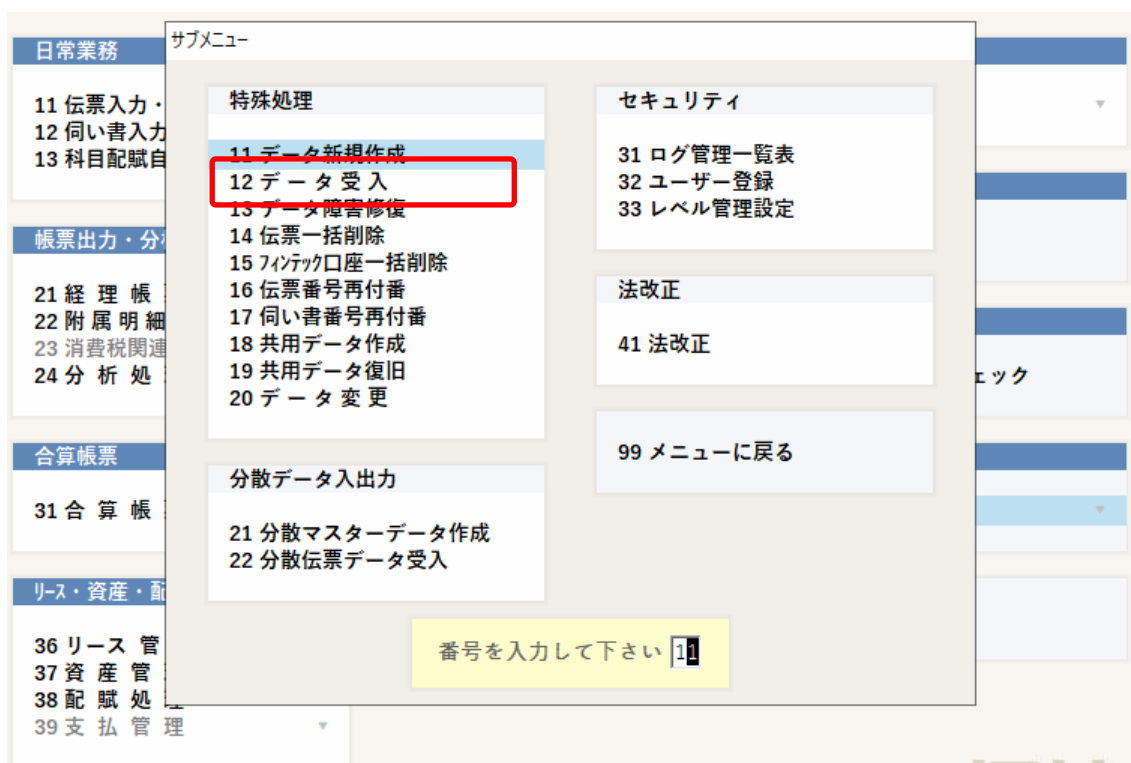 サブメニュー
日常業務
11 伝票入力・
12 伺い書入力
13 科目配賦自
帳票出力・分
21 経 理 帳
22 附 属 明 細
23 消費税関連
24 分 析 処
合算帳票
31 合 算 帳
ﾘｰｽ・資産・配
36 リース 管
37 資 産 管
38 配 賦 処
39 支 払 管 理
特殊処理
11 データ新規作成
12 デ ー タ 受 入
13 データ障害修復
14 伝票一括削除
15 ﾌｨﾝﾃｯｸ口座一括削除
16 伝票番号再付番
17 伺い書番号再付番
18 共用データ作成
19 共用データ復旧
20 デ ー タ 変 更
分散データ入出力
21 分散マスターデータ作成
22 分散伝票データ受入
セキュリティ
31 ログ管理一覧表
32 ユーザー登録
33 レベル管理設定
法改正
41 法改正
99 メニューに戻る
番号を入力して下さい 11
ェック